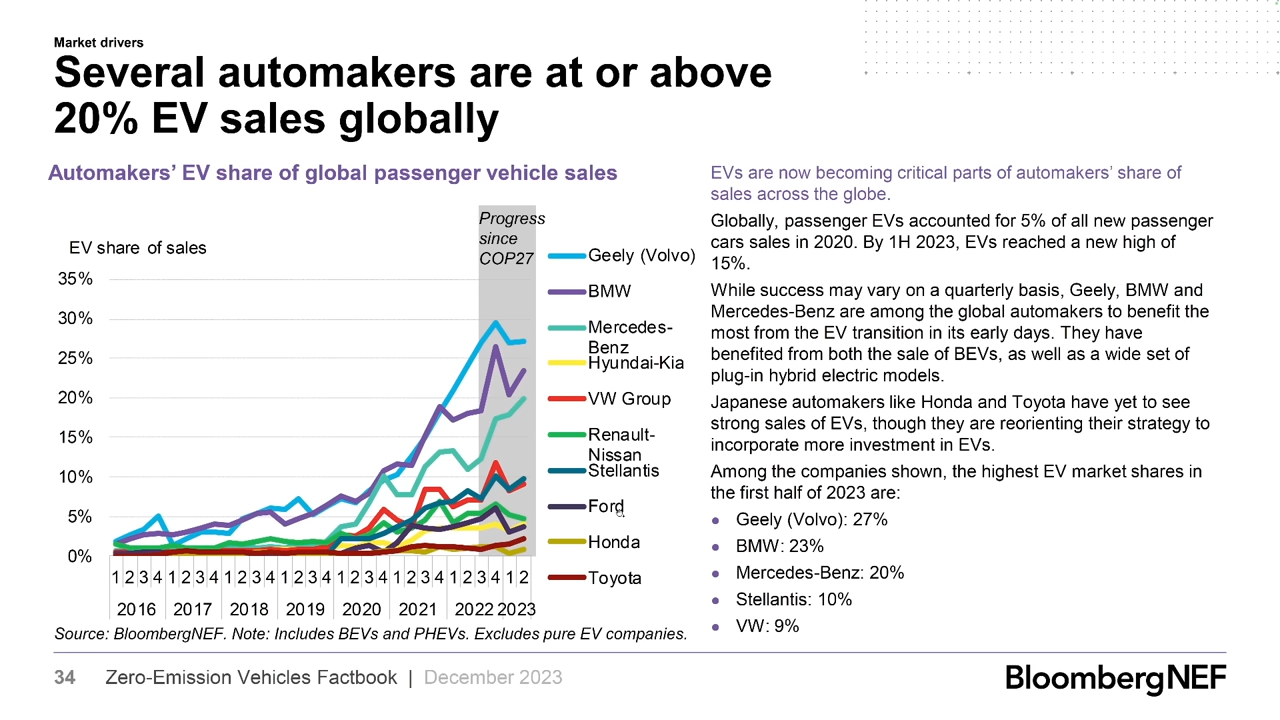 Market drivers
Several automakers are at or above
20% EV sales globally
Automakers’ EV share of global passenger vehicle sales
Progress
since
COP27
EV share of sales
35%
30%
25%
20%
15%
10%
5%
0%
1 2 3 4 1 2 3 4 1 2 3 4 1 2 3 4 1 2 3 4 1 2 3 4 1 2 3 4 1 2
2016 2017 2018 2019 2020 2021 2022 2023
Geely (Volvo)
BMW
Mercedes-
Benz
Hyundai-Kia
VW Group
Renault-
Nissan
Stellantis
Ford
Honda
Toyota
Source: BloombergNEF. Note: Includes BEVs and PHEVs. Excludes pure EV companies.
EVs are now becoming critical parts of automakers’ share of
sales across the globe.
Globally, passenger EVs accounted for 5% of all new passenger
cars sales in 2020. By 1H 2023, EVs reached a new high of
15%.
While success may vary on a quarterly basis, Geely, BMW and
Mercedes-Benz are among the global automakers to benefit the
most from the EV transition in its early days. They have
benefited from both the sale of BEVs, as well as a wide set of
plug-in hybrid electric models.
Japanese automakers like Honda and Toyota have yet to see
strong sales of EVs, though they are reorienting their strategy to
incorporate more investment in EVs.
Among the companies shown, the highest EV market shares in
the first half of 2023 are:
● Geely (Volvo): 27%
● BMW: 23%
● Mercedes-Benz: 20%
● Stellantis: 10%
● VW: 9%
34 Zero-Emission Vehicles Factbook | December 2023
BloombergNEF